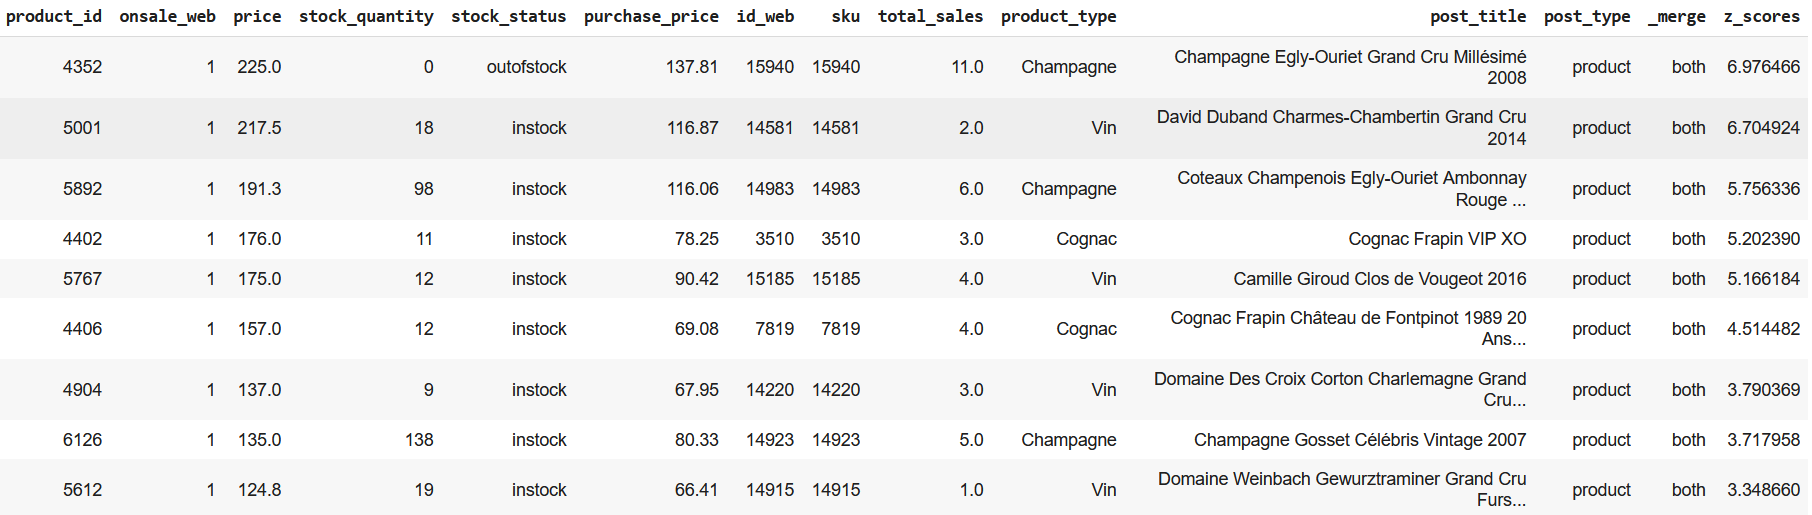 product_id onsale_web price stock_quantity stock_status purchase_price id_web sku total_sales product_type post_title post_type _merge z_scores
4352 1 225.0 0 outofstock 137.81 15940 15940 11.0 Champagne Champagne Egly-Ouriet Grand Cru Millésimé 2008 product both 6.976466
5001 1 217.5 18 instock 116.87 14581 14581 2.0 Vin David Duband Charmes-Chambertin Grand Cru 2014 product both 6.704924
5892 1 191.3 98 instock 116.06 14983 14983 6.0 Champagne Coteaux Champenois Egly-Ouriet Ambonnay Rouge ... product both 5.756336
4402 1 176.0 11 instock 78.25 3510 3510 3.0 Cognac Cognac Frapin VIP XO product both 5.202390
5767 1 175.0 12 instock 90.42 15185 15185 4.0 Vin Camille Giroud Clos de Vougeot 2016 product both 5.166184
4406 1 157.0 12 instock 69.08 7819 7819 4.0 Cognac Cognac Frapin Château de Fontpinot 1989 20 Ans... product both 4.514482
4904 1 137.0 9 instock 67.95 14220 14220 3.0 Vin Domaine Des Croix Corton Charlemagne Grand Cru... product both 3.790369
6126 1 135.0 138 instock 80.33 14923 14923 5.0 Champagne Champagne Gosset Célébris Vintage 2007 product both 3.717958
5612 1 124.8 19 instock 66.41 14915 14915 1.0 Vin Domaine Weinbach Gewurztraminer Grand Cru Furs... product both 3.348660